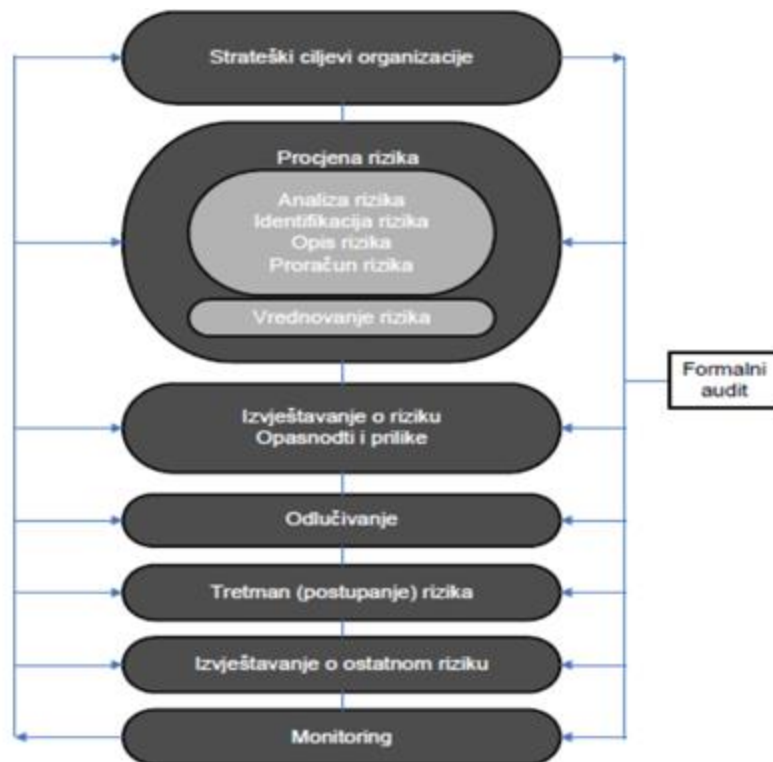 Strateški ciljevi organizacije
Procjena rizika
Analiza rizika
Identifikacija rizika
Opis rizika
Proračun rizika
Vrednovanje rizika
Izvještavanje o riziku
Opasnodti i prilike
Odlučivanje
Tretman (postupanje) rizika
Izvještavanje o ostatnom riziku
Monitoring
Formalni
audit